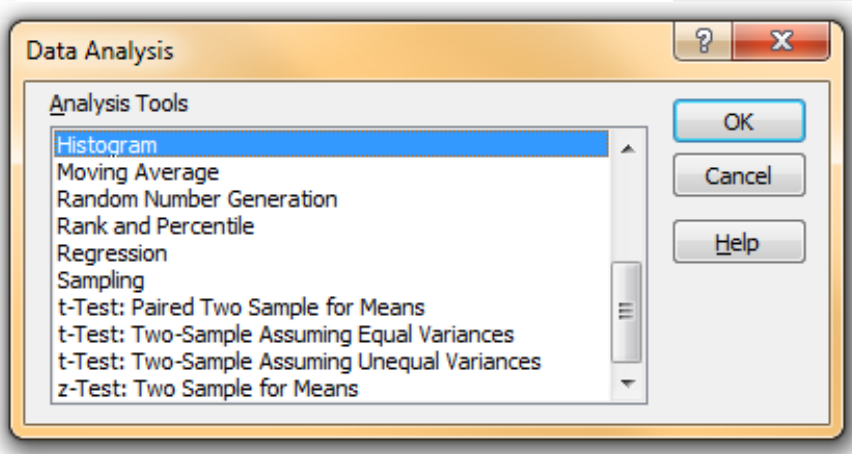 Data Analysis
?
X
Analysis Tools
Histogram
Moving Average
Random Number Generation
Rank and Percentile
Regression
Sampling
t-Test: Paired Two Sample for Means
t-Test: Two-Sample Assuming Equal Variances
t-Test: Two-Sample Assuming Unequal Variances
z-Test: Two Sample for Means
OK
Cancel
Help